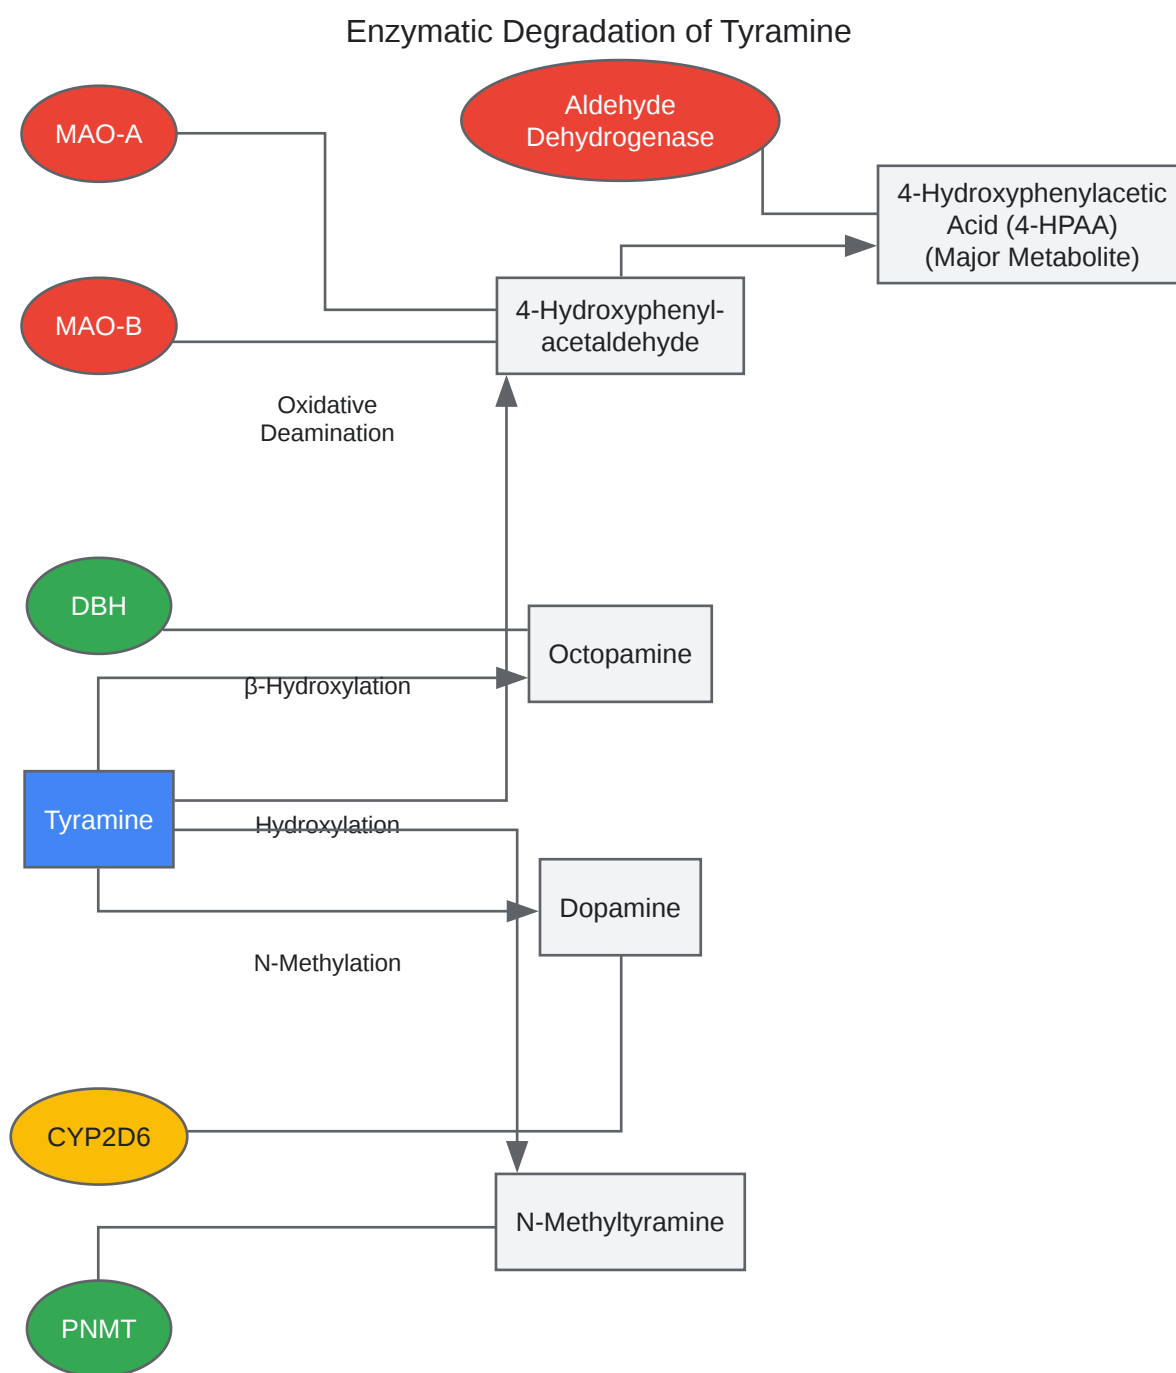 Enzymatic Degradation of Tyramine
MAO-A
Aldehyde
Dehydrogenase
4-Hydroxyphenylacetic
Acid (4-HPAA)
(Major Metabolite)
MAO-B
4-Hydroxyphenyl-
acetaldehyde
Oxidative
Deamination
DBH
Octopamine
β-Hydroxylation
Tyramine
Hydroxylation
Dopamine
N-Methylation
CYP2D6
N-Methyltyramine
PNMT